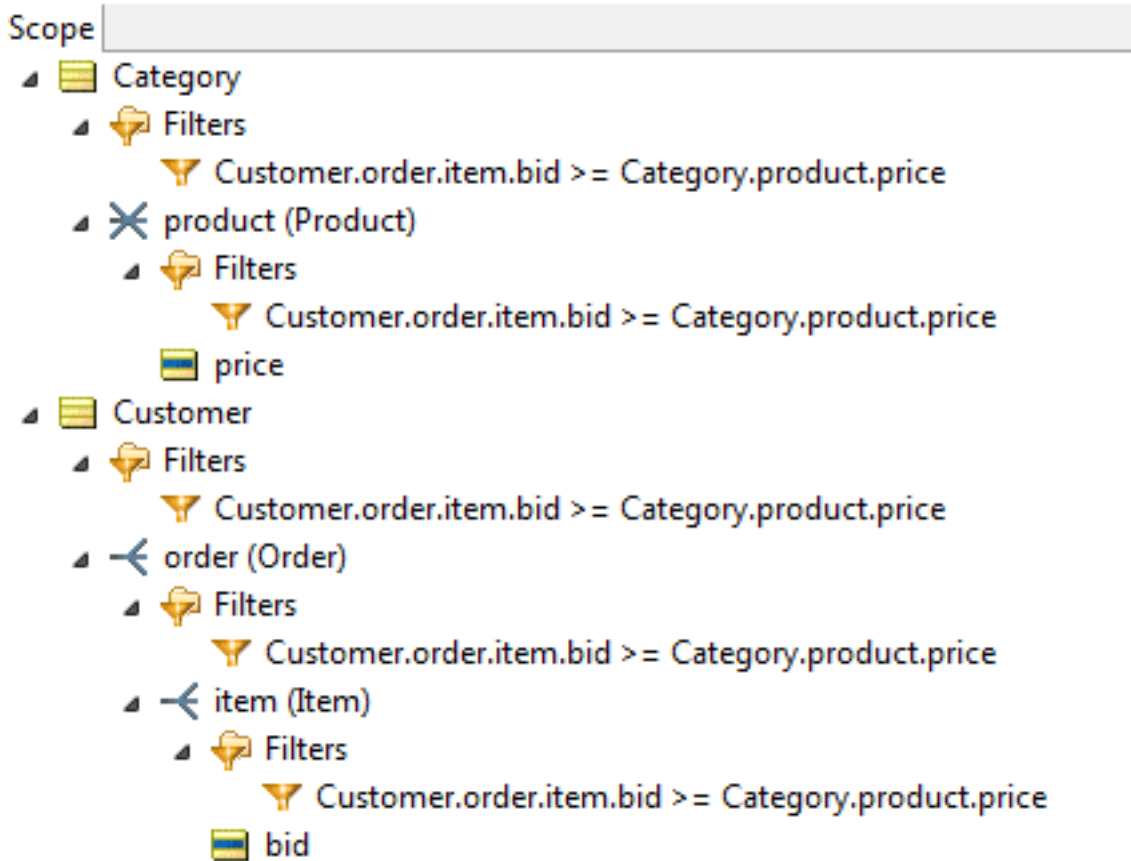 Scope
Category
Filters
Customer.order.item.bid >= Category.product.price
product (Product)
Filters
Customer.order.item.bid >= Category.product.price
price
Customer
Filters
Customer.order.item.bid >= Category.product.price
order (Order)
Filters
Customer.order.item.bid >= Category.product.price
item (Item)
Filters
Customer.order.item.bid >= Category.product.price
bid